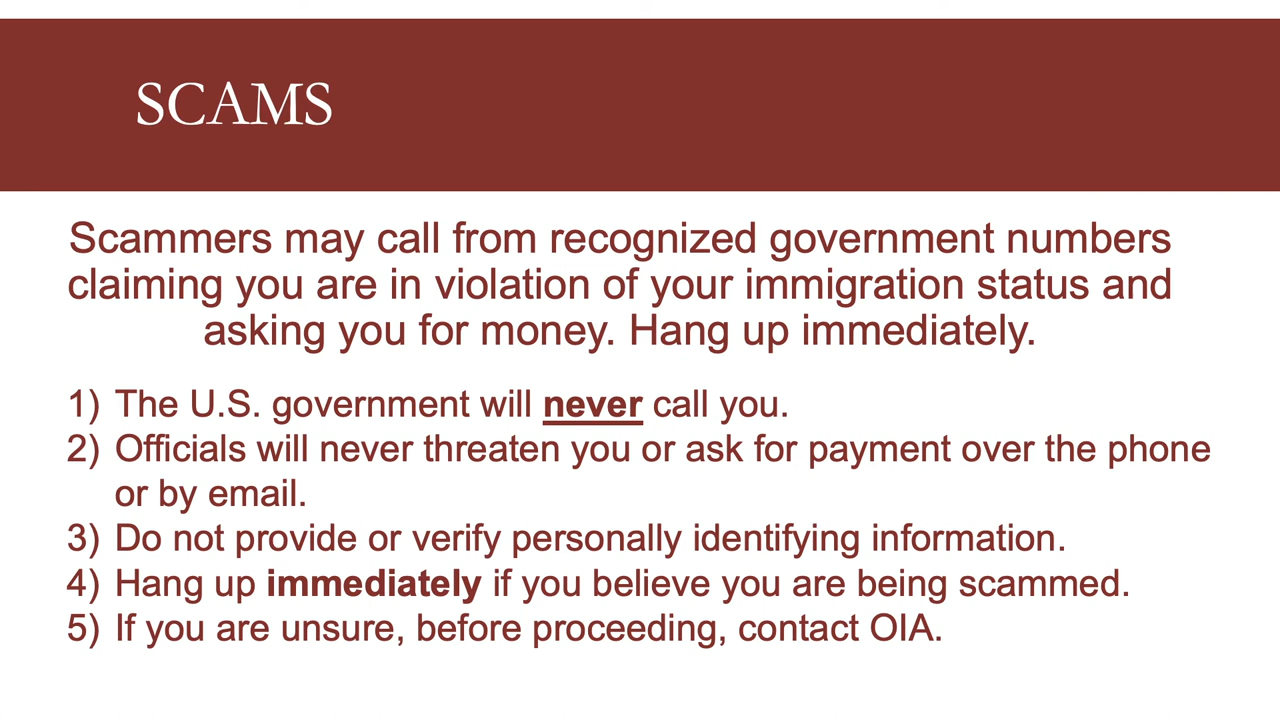 SCAMS
Scammers may call from recognized government numbers
claiming you are in violation of your immigration status and
asking you for money. Hang up immediately.
1) The U.S. government will never call you.
2) Officials will never threaten you or ask for payment over the phone
or by email.
3) Do not provide or verify personally identifying information.
4) Hang up immediately if you believe you are being scammed.
5) If you are unsure, before proceeding, contact OIA.